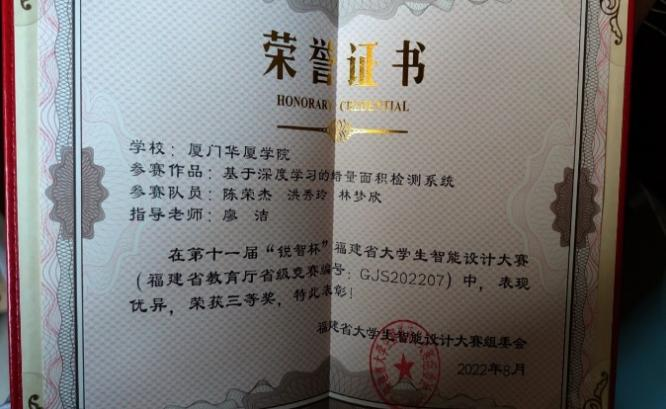 荣誉证书
HONORARY CREDENTIAL
学校：厦门华厦学院
参赛作品：基于深度学习的给量面积检测系统
参赛队员：陈荣杰 洪秀玲 林梦欣
指导老师：廖 洁
在第十一届“锐智杯”福建省大学生智能设计大赛
（福建省教育厅省级竞赛编号：GJS202207）中，表现
优异，荣获三等奖，特此表彰！
福建省大学生智能设计大赛组委会
2022年8月